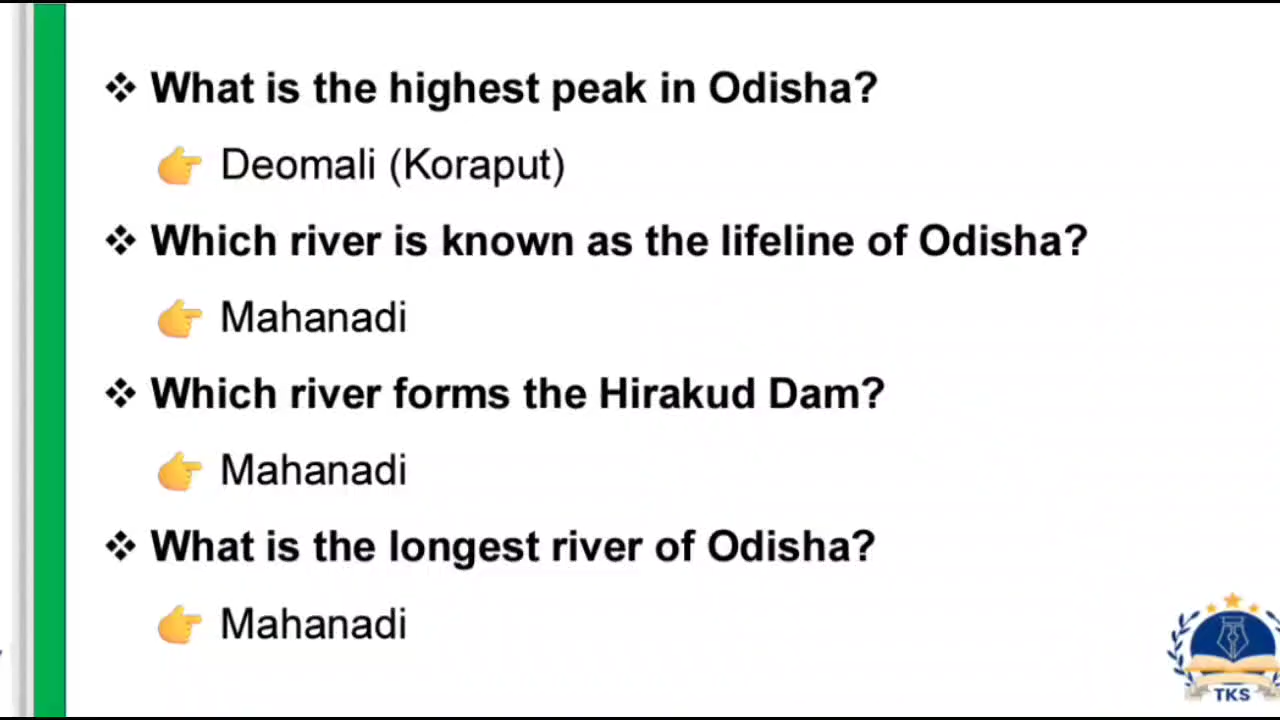 ❖ What is the highest peak in Odisha?
👉 Deomali (Koraput)
❖ Which river is known as the lifeline of Odisha?
👉 Mahanadi
❖ Which river forms the Hirakud Dam?
👉 Mahanadi
❖ What is the longest river of Odisha?
👉 Mahanadi
TKS